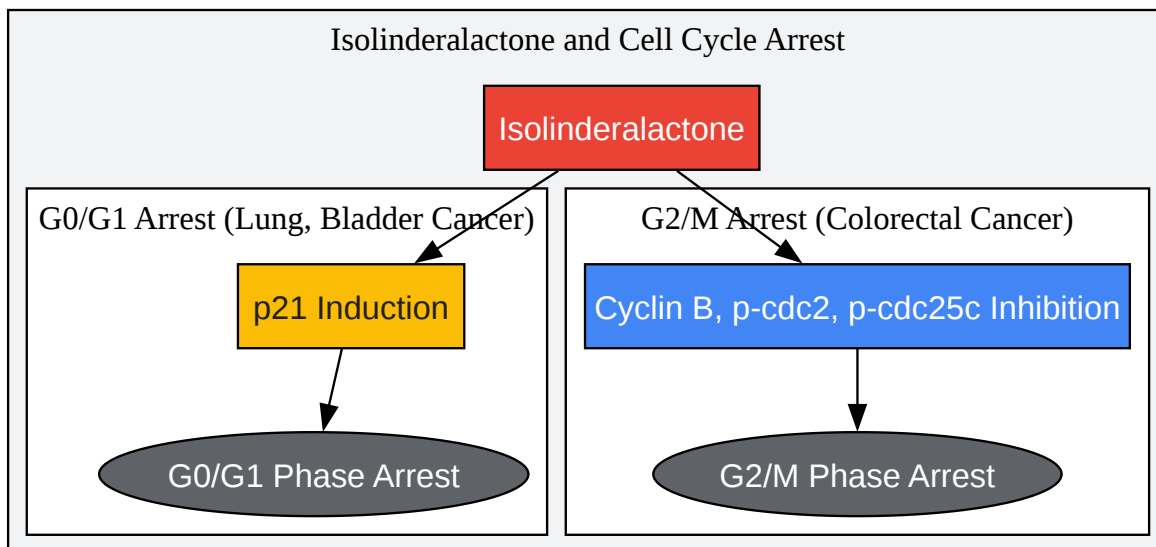 Isolinderalactone and Cell Cycle Arrest
Isolinderalactone
G0/G1 Arrest (Lung, Bladder Cancer)
G2/M Arrest (Colorectal Cancer)
p21 Induction
Cyclin B, p-cdc2, p-cdc25c Inhibition
G0/G1 Phase Arrest
G2/M Phase Arrest